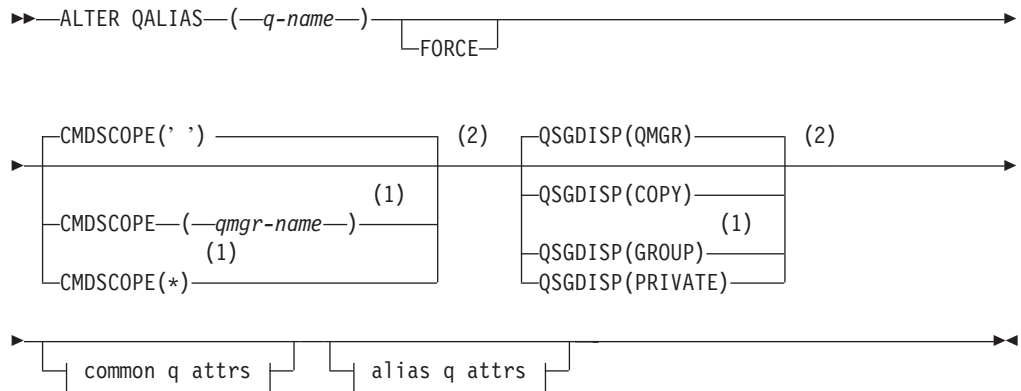 ALTER QALIAS ( q-name )
FORCE
CMDSCOPE(’ ’) (2) QSGDISP(QMGR) (2)
(1) QSGDISP(COPY)
CMDSCOPE ( qmgr-name ) (1)
(1) QSGDISP(GROUP)
CMDSCOPE(*) QSGDISP(PRIVATE)
common q attrs alias q attrs